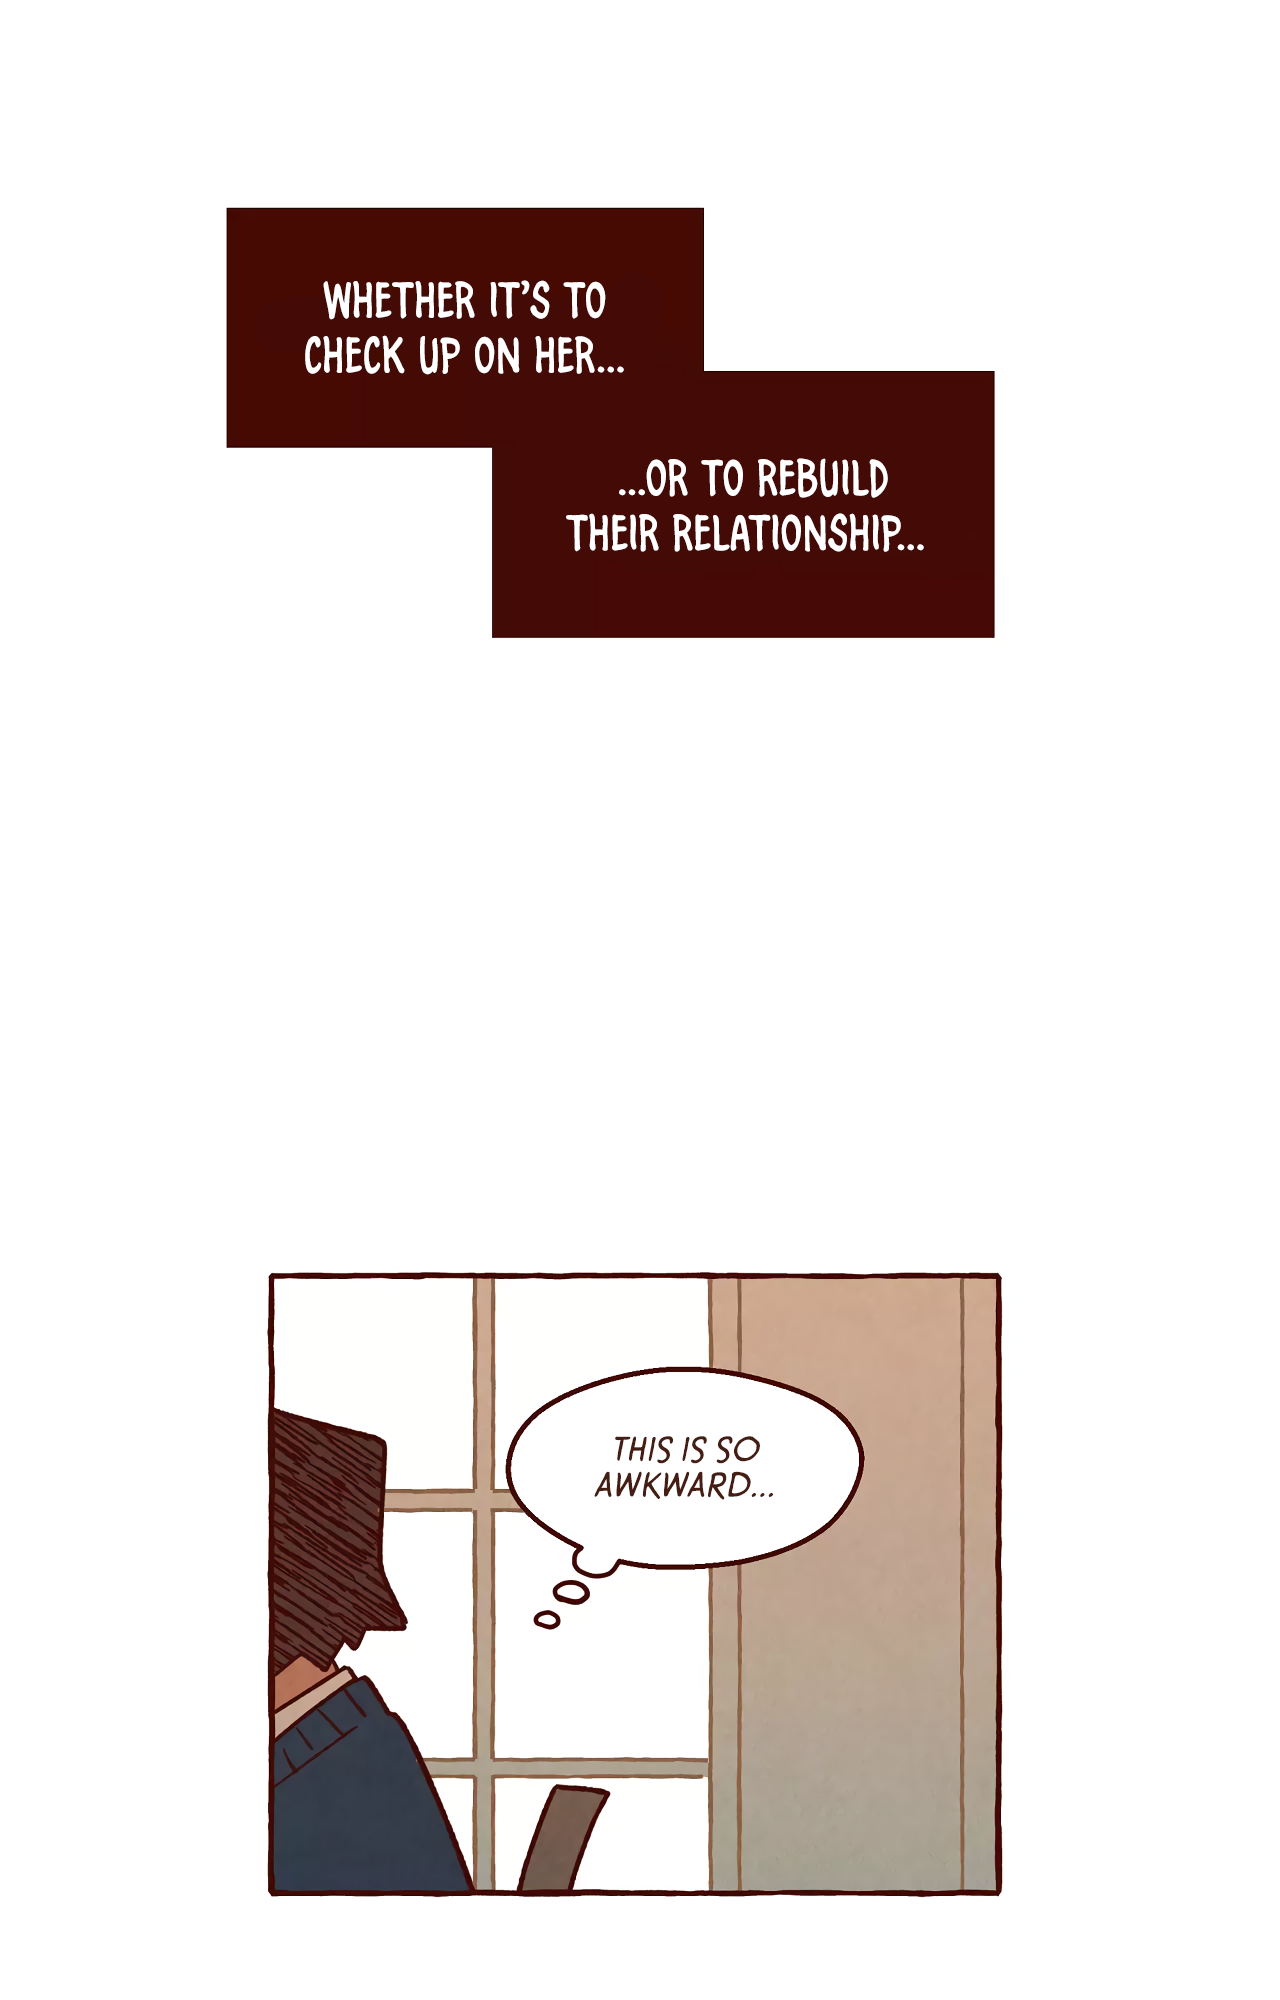 WHETHER IT'S TO
CHECK UP ON HER...
...OR TO REBUILD
THEIR RELATIONSHIP...
THIS IS SO
AWKWARD...